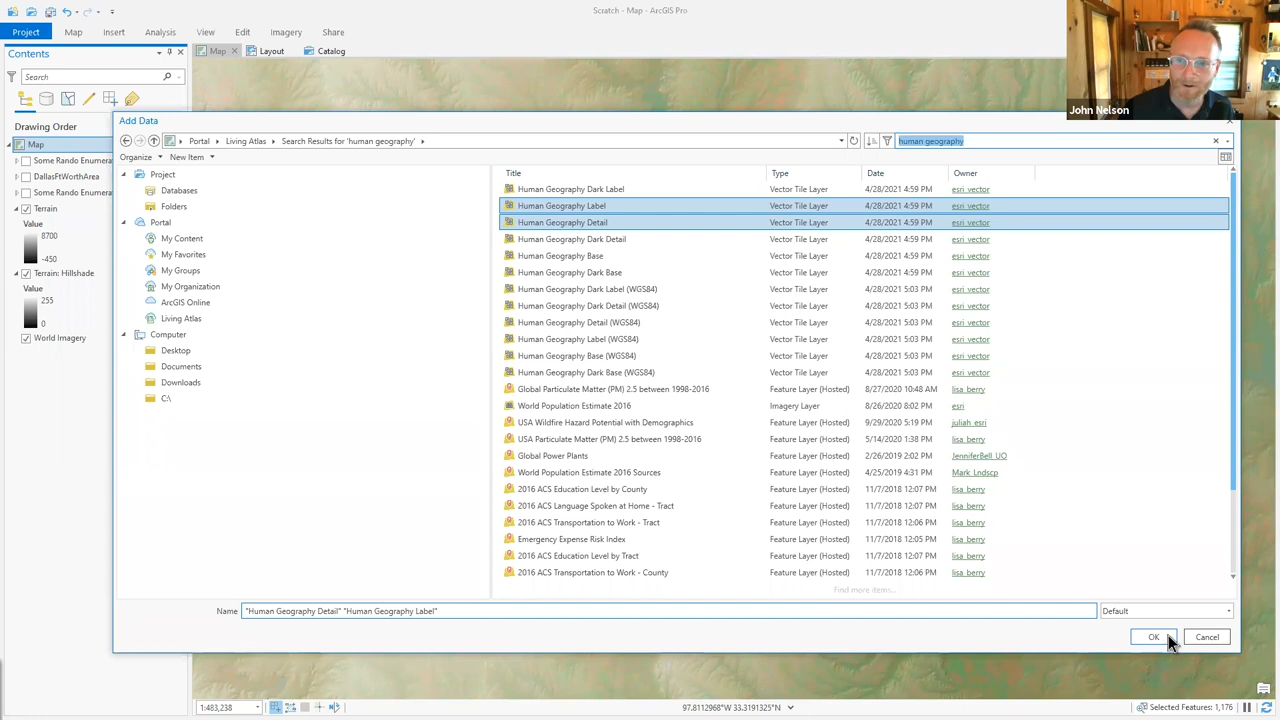 Scratch - Map - ArcGIS Pro
Project Map Insert Analysis View Edit Imagery Share
Contents
Map Layout Catalog
Search
John Nelson
Drawing Order
Map
Some Rando Enumera
DallasFtWorthArea
Some Rando Enumera
Terrain
Value
8700
-450
Terrain: Hillshade
Value
255
0
World Imagery
Add Data
Portal Living Atlas Search Results for 'human geography'
human geography
Organize New Item
Project
Databases
Folders
Portal
My Content
My Favorites
My Groups
My Organization
ArcGIS Online
Living Atlas
Computer
Desktop
Documents
Downloads
C:\
Title Type Date Owner
Human Geography Dark Label Vector Tile Layer 4/28/2021 4:59 PM esri_vector
Human Geography Label Vector Tile Layer 4/28/2021 4:59 PM esri_vector
Human Geography Detail Vector Tile Layer 4/28/2021 4:59 PM esri_vector
Human Geography Dark Detail Vector Tile Layer 4/28/2021 4:59 PM esri_vector
Human Geography Base Vector Tile Layer 4/28/2021 4:59 PM esri_vector
Human Geography Dark Base Vector Tile Layer 4/28/2021 4:59 PM esri_vector
Human Geography Dark Label (WGS84) Vector Tile Layer 4/28/2021 5:03 PM esri_vector
Human Geography Dark Detail (WGS84) Vector Tile Layer 4/28/2021 5:03 PM esri_vector
Human Geography Detail (WGS84) Vector Tile Layer 4/28/2021 5:03 PM esri_vector
Human Geography Label (WGS84) Vector Tile Layer 4/28/2021 5:03 PM esri_vector
Human Geography Base (WGS84) Vector Tile Layer 4/28/2021 5:03 PM esri_vector
Human Geography Dark Base (WGS84) Vector Tile Layer 4/28/2021 5:03 PM esri_vector
Global Particulate Matter (PM) 2.5 between 1998-2016 Feature Layer (Hosted) 8/27/2020 10:48 AM lisa_berry
World Population Estimate 2016 Imagery Layer 8/26/2020 8:02 PM esri
USA Wildfire Hazard Potential with Demographics Feature Layer (Hosted) 9/29/2020 5:19 PM juliah_esri
USA Particulate Matter (PM) 2.5 between 1998-2016 Feature Layer (Hosted) 5/14/2020 1:38 PM lisa_berry
Global Power Plants Feature Layer (Hosted) 2/26/2019 2:02 PM JenniferBell_UO
World Population Estimate 2016 Sources Feature Layer (Hosted) 4/25/2019 4:31 PM Mark_Lndscp
2016 ACS Education Level by County Feature Layer (Hosted) 11/7/2018 12:07 PM lisa_berry
2016 ACS Language Spoken at Home - Tract Feature Layer (Hosted) 11/7/2018 12:07 PM lisa_berry
2016 ACS Transportation to Work - Tract Feature Layer (Hosted) 11/7/2018 12:06 PM lisa_berry
Emergency Expense Risk Index Feature Layer (Hosted) 11/7/2018 12:05 PM lisa_berry
2016 ACS Education Level by Tract Feature Layer (Hosted) 11/7/2018 12:07 PM lisa_berry
2016 ACS Transportation to Work - County Feature Layer (Hosted) 11/7/2018 12:06 PM lisa_berry
Find more items...
Name "Human Geography Detail" "Human Geography Label" Default
OK Cancel
1:483,238 97.8112968°W 33.3191325°N Selected Features: 1,176